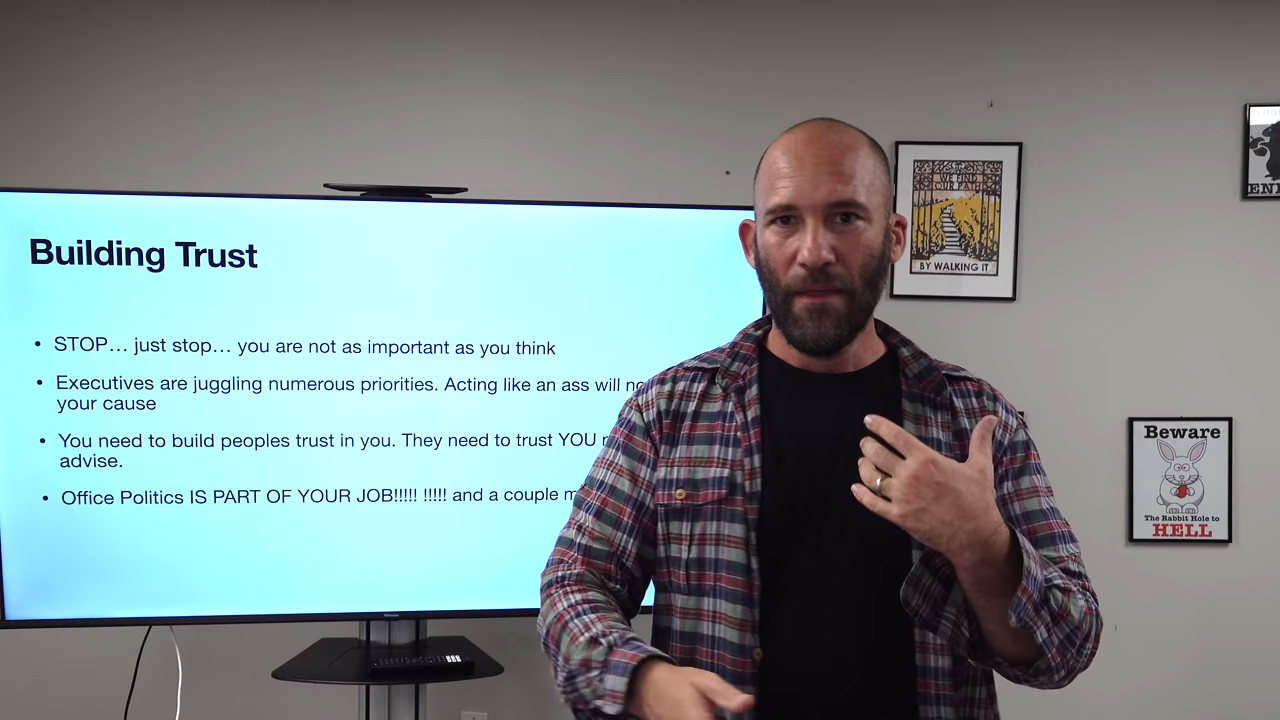 Building Trust
• STOP... just stop... you are not as important as you think
• Executives are juggling numerous priorities. Acting like an ass will
your cause
• You need to build peoples trust in you. They need to trust YOU
advise.
• Office Politics IS PART OF YOUR JOB!!!!! !!!!! and a couple
WE FIND
OUR PATH
BY WALKING IT
Beware
The Rabbit Hole to
HELL
Hisense